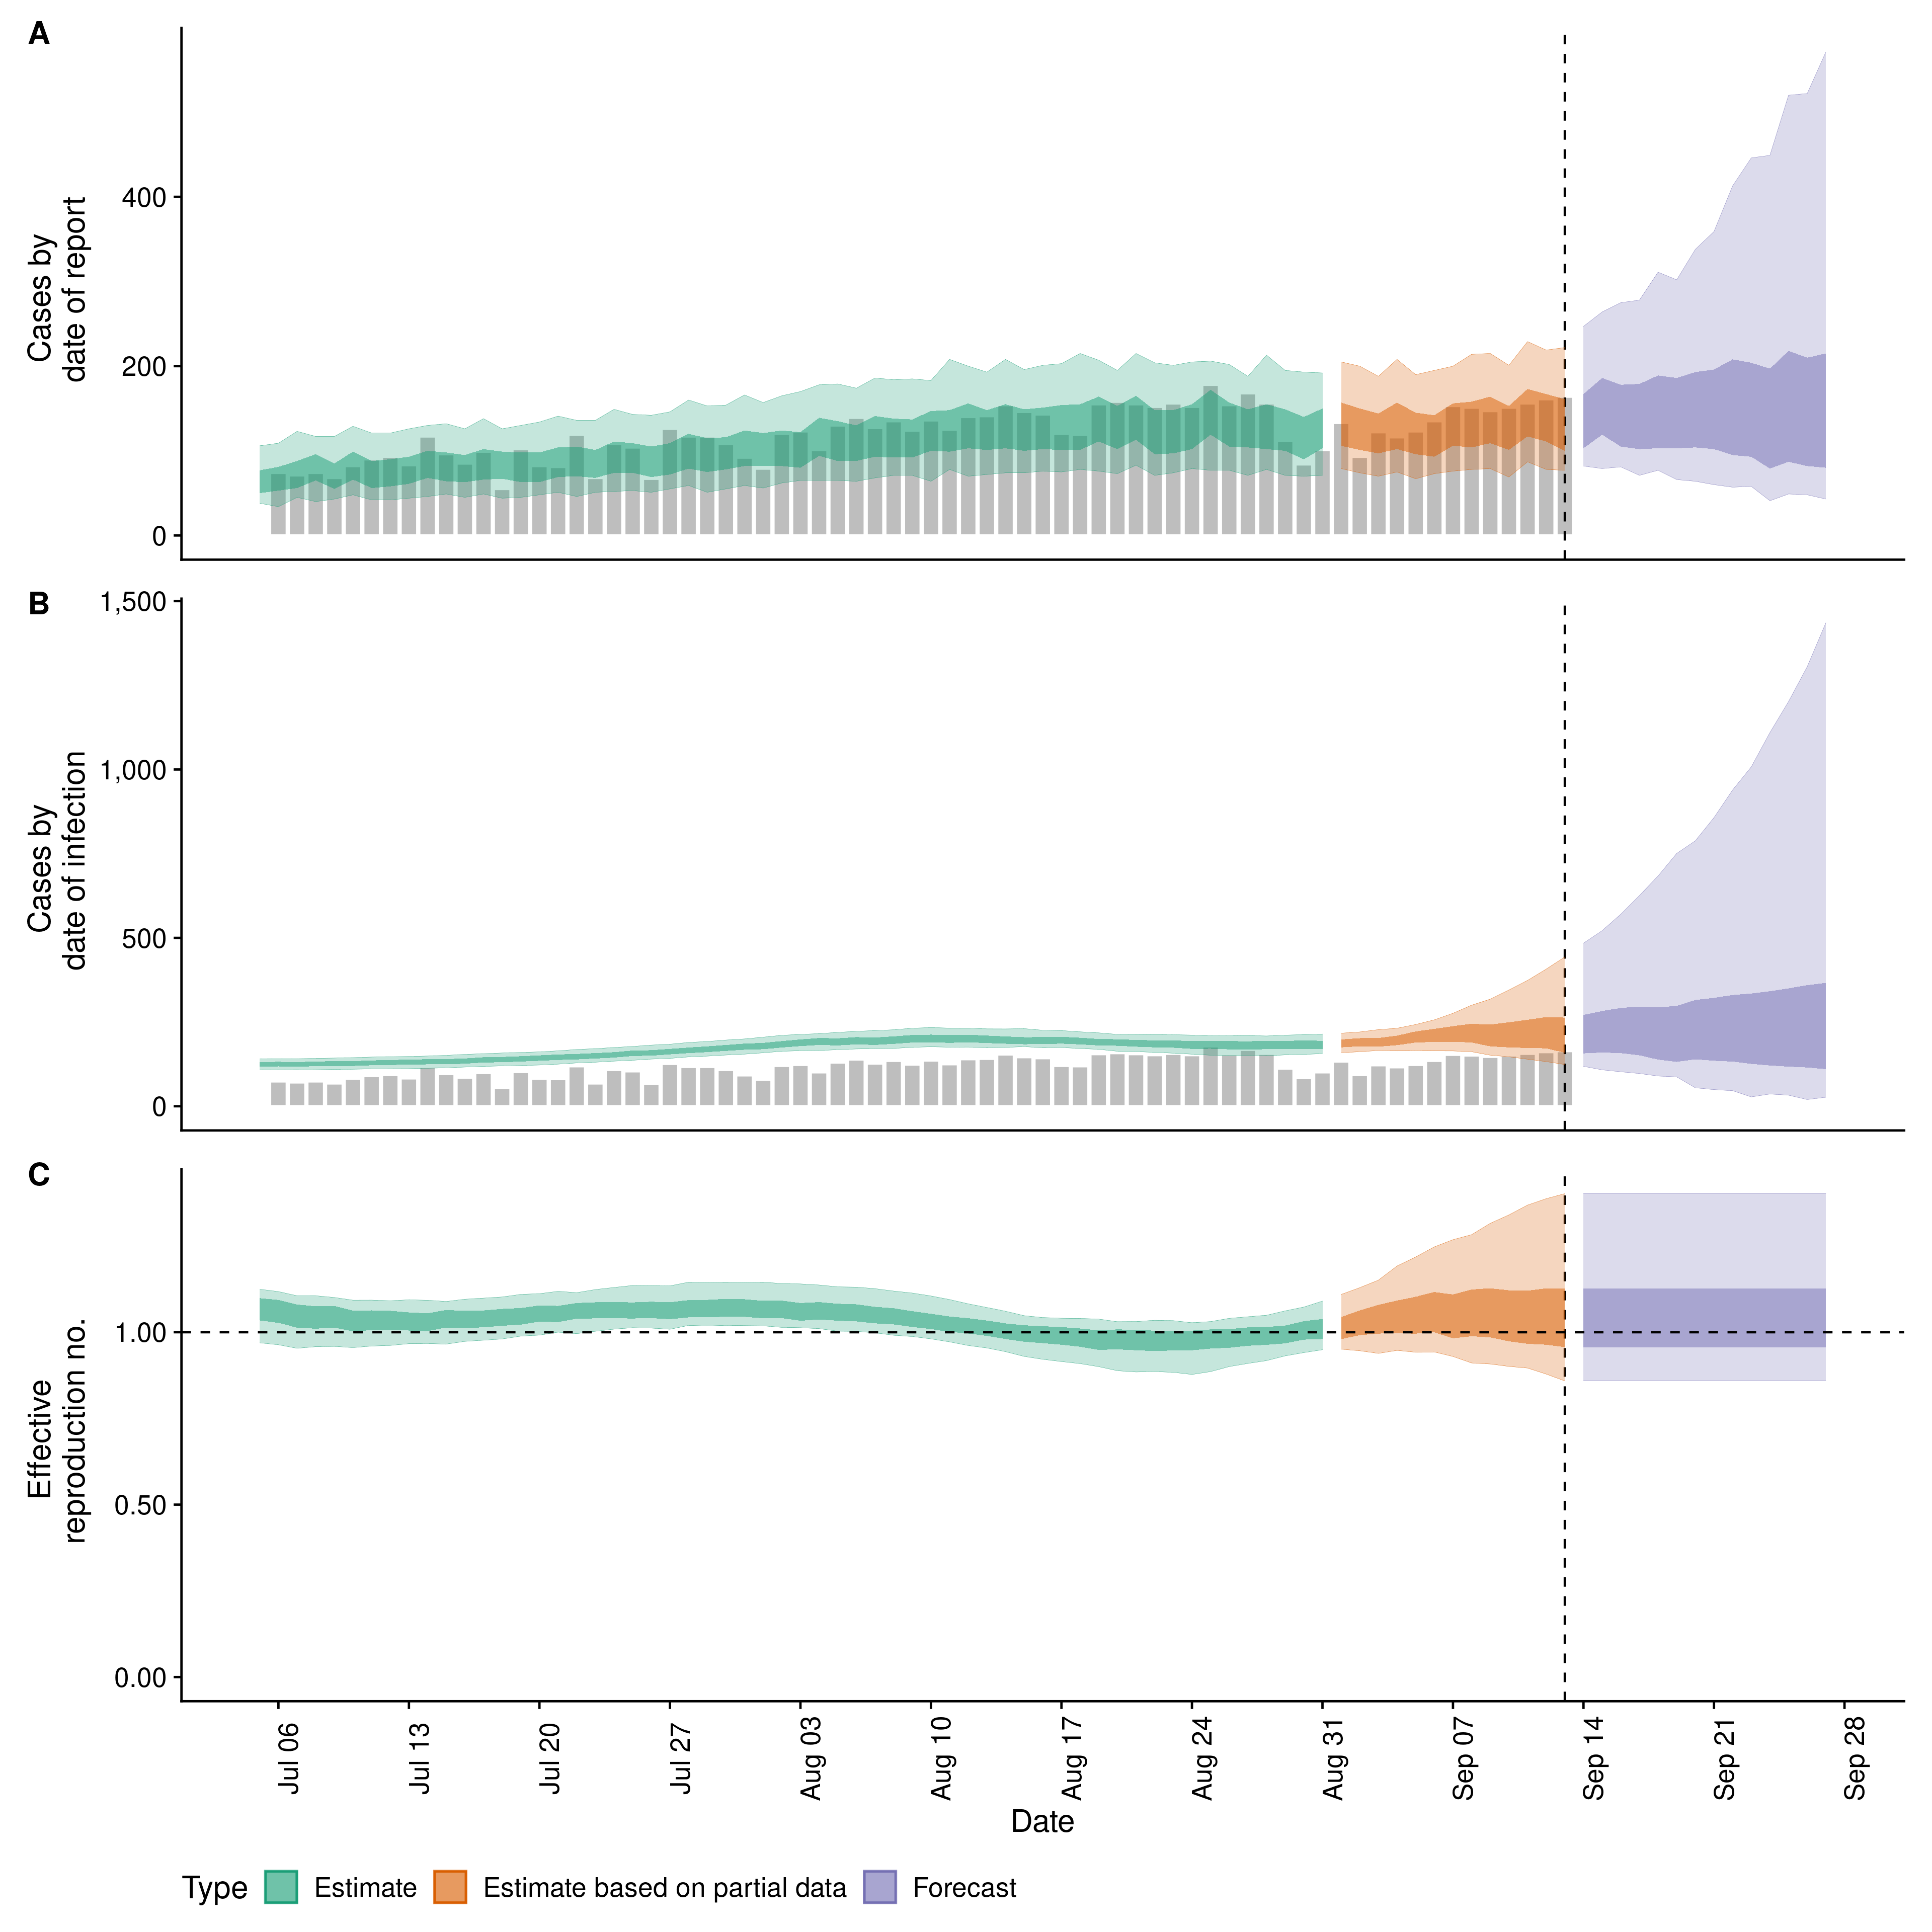 A
Cases by
date of report
400
200
0
B
Cases by
date of infection
1,500
1,000
500
0
C
Effective
reproduction no.
1.00
0.50
0.00
Jul 06
Jul 13
Jul 20
Jul 27
Aug 03
Aug 10
Aug 17
Aug 24
Aug 31
Sep 07
Sep 14
Sep 21
Sep 28
Date
Type Estimate Estimate based on partial data Forecast